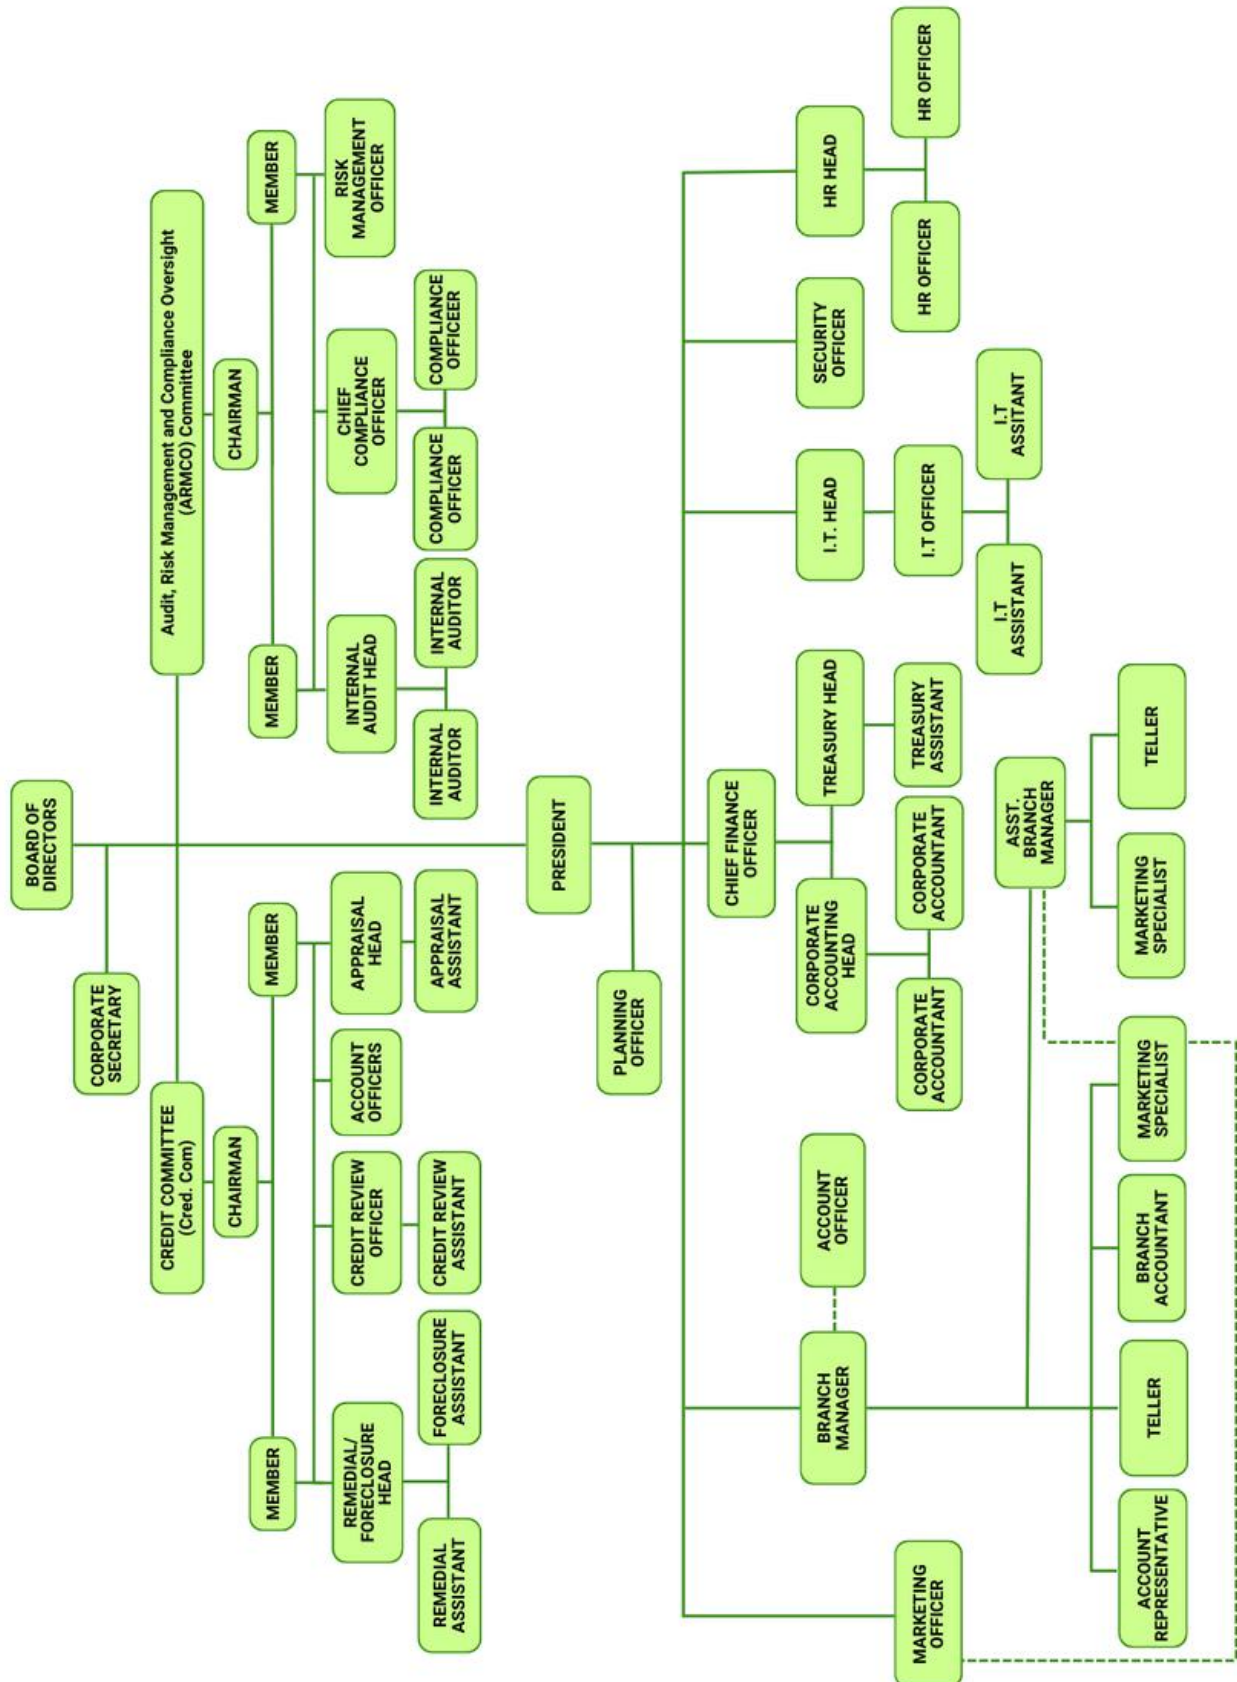 BOARD OF
DIRECTORS
CORPORATE
SECRETARY
CREDIT COMMITTEE
(Cred. Com)
Audit, Risk Management and Compliance Oversight
(ARMCO) Committee
CHAIRMAN
CHAIRMAN
MEMBER
MEMBER
MEMBER
MEMBER
REMEDIAL/
FORECLOSURE
HEAD
CREDIT REVIEW
OFFICER
ACCOUNT
OFFICERS
APPRAISAL
HEAD
INTERNAL
AUDIT HEAD
CHIEF
COMPLIANCE
OFFICER
RISK
MANAGEMENT
OFFICER
REMEDIAL
ASSISTANT
FORECLOSURE
ASSISTANT
CREDIT REVIEW
ASSISTANT
APPRAISAL
ASSISTANT
INTERNAL
AUDITOR
INTERNAL
AUDITOR
COMPLIANCE
OFFICER
COMPLIANCE
OFFICEER
PRESIDENT
PLANNING
OFFICER
CHIEF FINANCE
OFFICER
BRANCH
MANAGER
ACCOUNT
OFFICER
CORPORATE
ACCOUNTING
HEAD
TREASURY HEAD
I.T. HEAD
SECURITY
OFFICER
HR HEAD
MARKETING
OFFICER
CORPORATE
ACCOUNTANT
CORPORATE
ACCOUNTANT
TREASURY
ASSISTANT
I.T OFFICER
HR OFFICER
HR OFFICER
ASST.
BRANCH
MANAGER
I.T
ASSISTANT
I.T
ASSITANT
ACCOUNT
REPRESENTATIVE
TELLER
BRANCH
ACCOUNTANT
MARKETING
SPECIALIST
MARKETING
SPECIALIST
TELLER